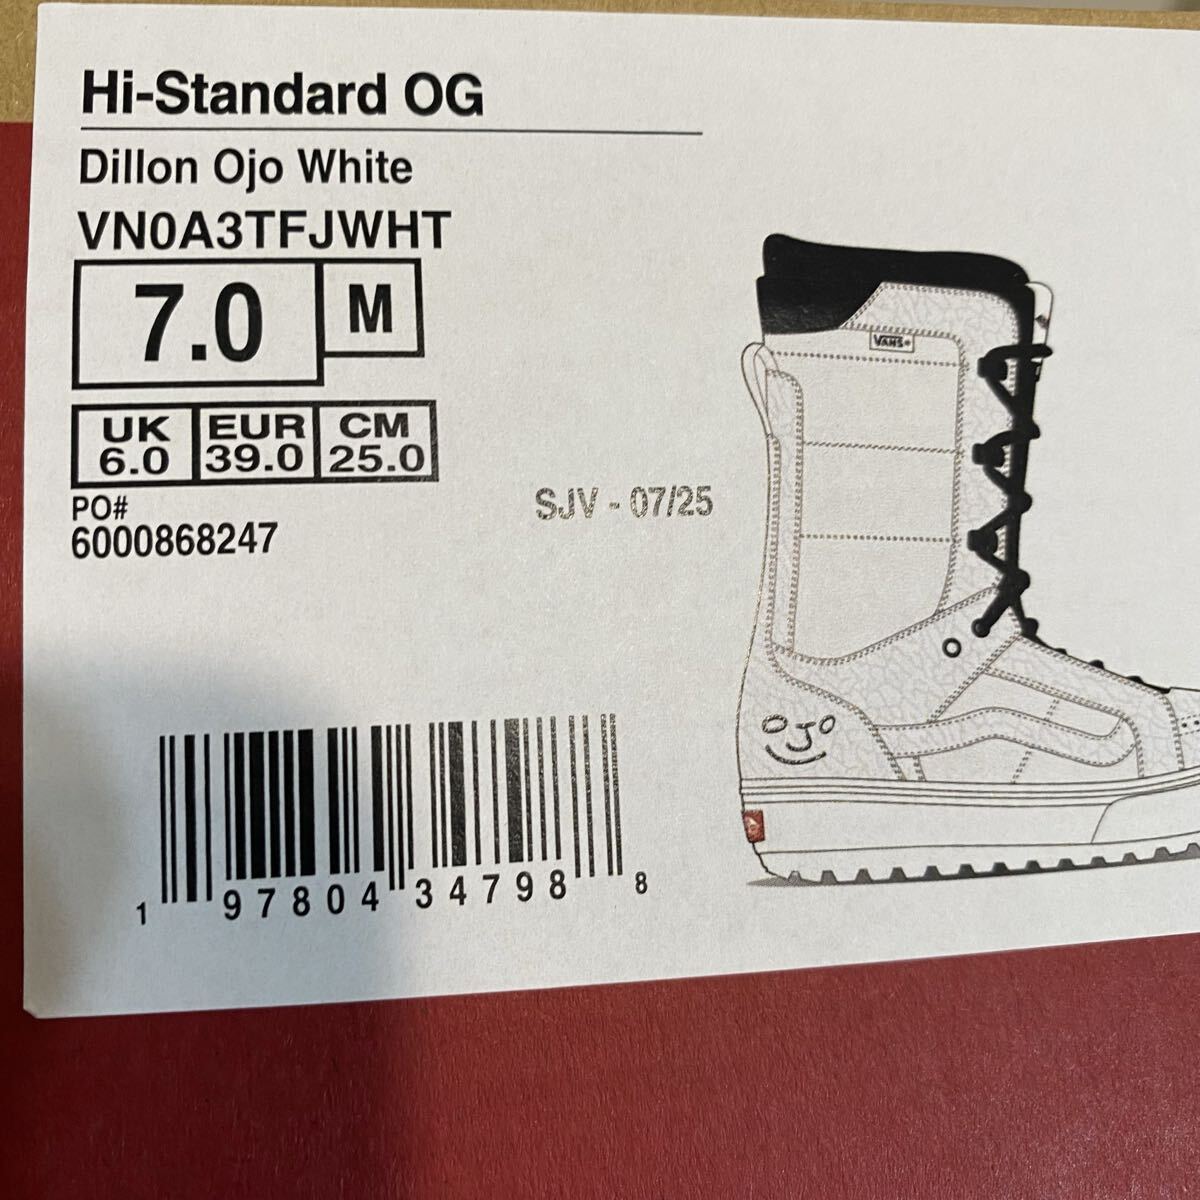 Hi-Standard OG
Dillon Ojo White
VN0A3TFJWHT
7.0 M
UK EUR CM
6.0 39.0 25.0
PO#
6000868247
SJV - 07/25
VANS
OJO
1 97804 34798 8